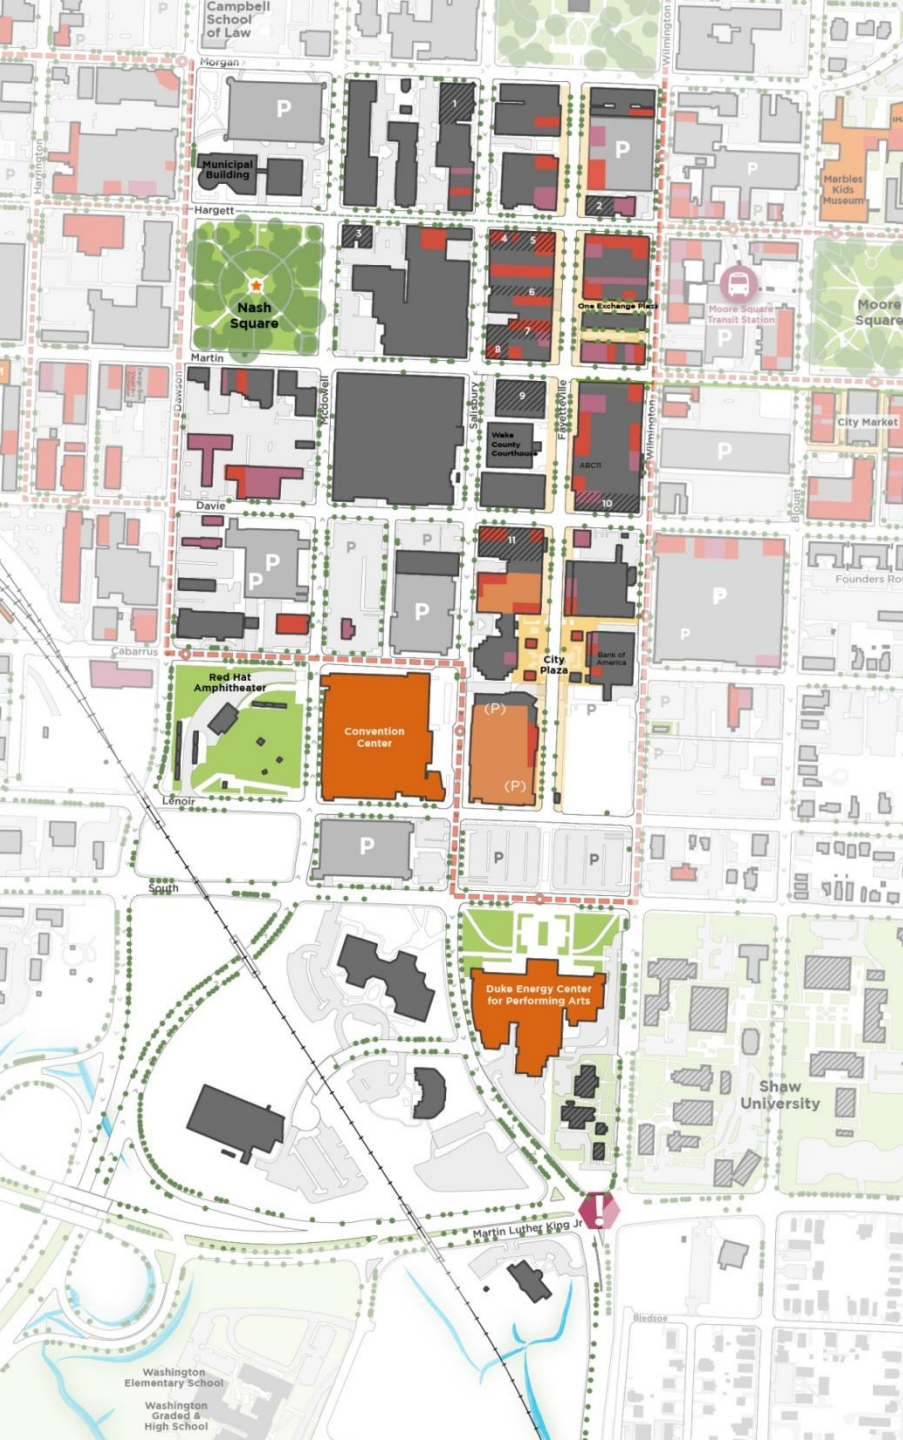 Campbell
School
of Law
Morgan
Wilmington
P
1
P
Municipal
Building
2
P
P
P
Marbles
Kids
Museum
Harrington
Hargett
3
4
5
6
7
8
Nash
Square
One Exchange Plaza
Moore Square
Transit Station
P
Moore
Square
Martin
Dawson
McDowell
Salisbury
Fayetteville
Wilmington
9
Wake
County
Courthouse
ABC11
10
P
City Market
Blount
Davie
P
P
P
P
P
11
P
P
P
Founders Row
Cabarrus
City
Plaza
Bank of
America
Red Hat
Amphitheater
Convention
Center
(P)
(P)
P
P
Lenoir
P
P
P
South
Duke Energy Center
for Performing Arts
Shaw
University
!
Martin Luther King Jr
Bledsoe
Washington
Elementary School
Washington
Graded &
High School